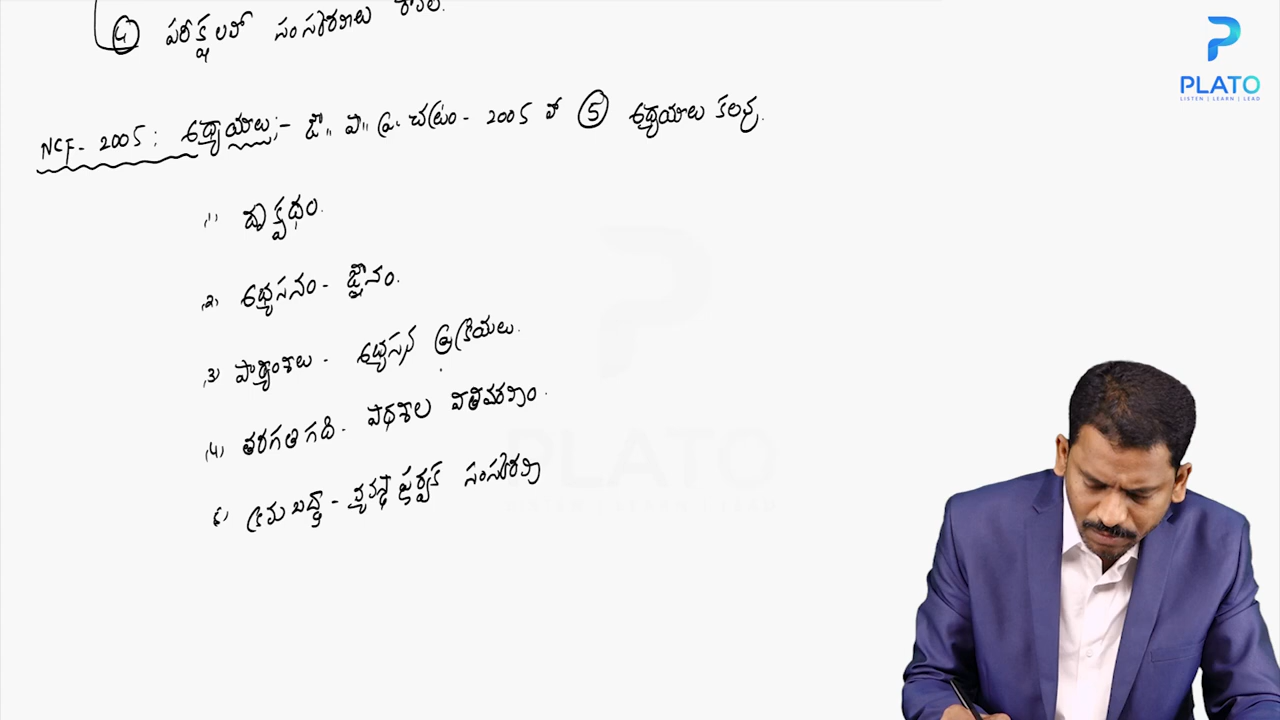 4 పరీక్షలలో సంస్కరణలు
P
PLATO
LISTEN | LEARN | LEAD
NCF - 2005 : అధ్యాయాలు :- జా॥ పా॥ ప్ర. చట్రం - 2005 లో 5 అధ్యాయాలు కలవు.
1) దృక్పథం.
2) అభ్యసనం - జ్ఞానం.
3) పాఠ్యాంశాలు - అభ్యసన ప్రక్రియలు.
4) తరగతి గది - పాఠశాల వాతావరణం.
5) క్రమబద్ధ - వ్యవస్థాపూర్వక సంస్కరణ
PLATO